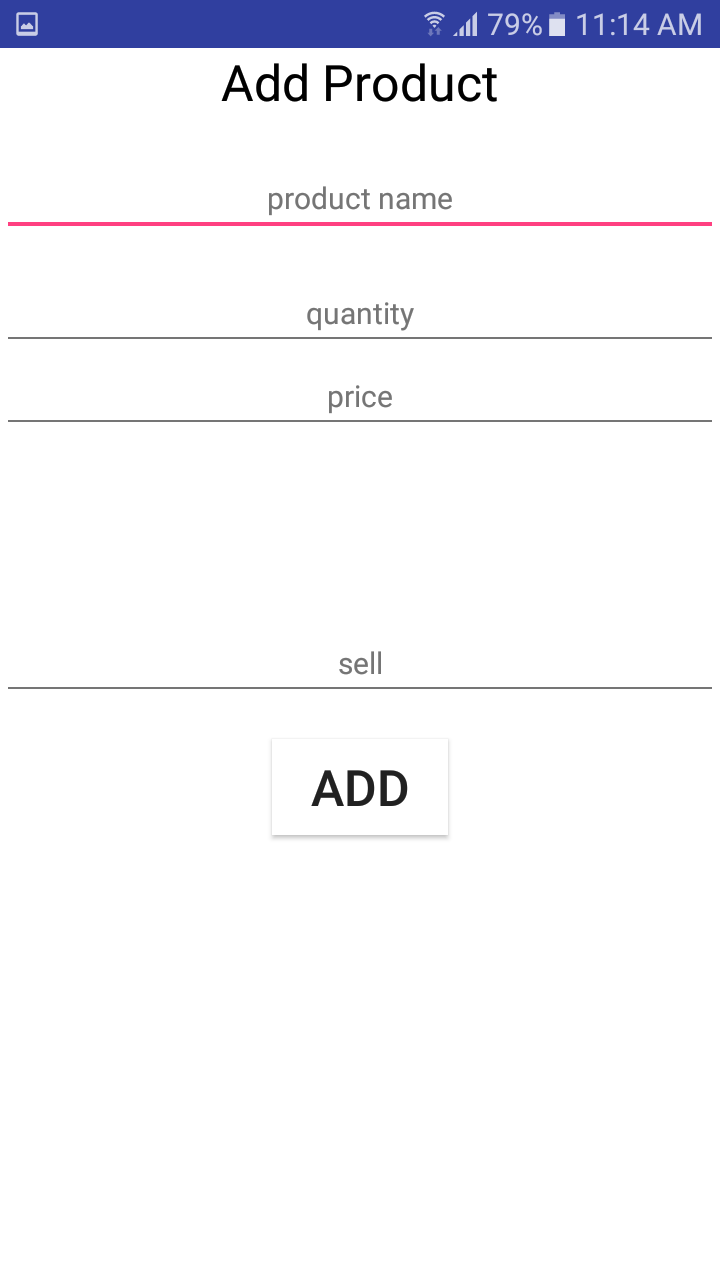 79% 11:14 AM
Add Product
product name
quantity
price
sell
ADD